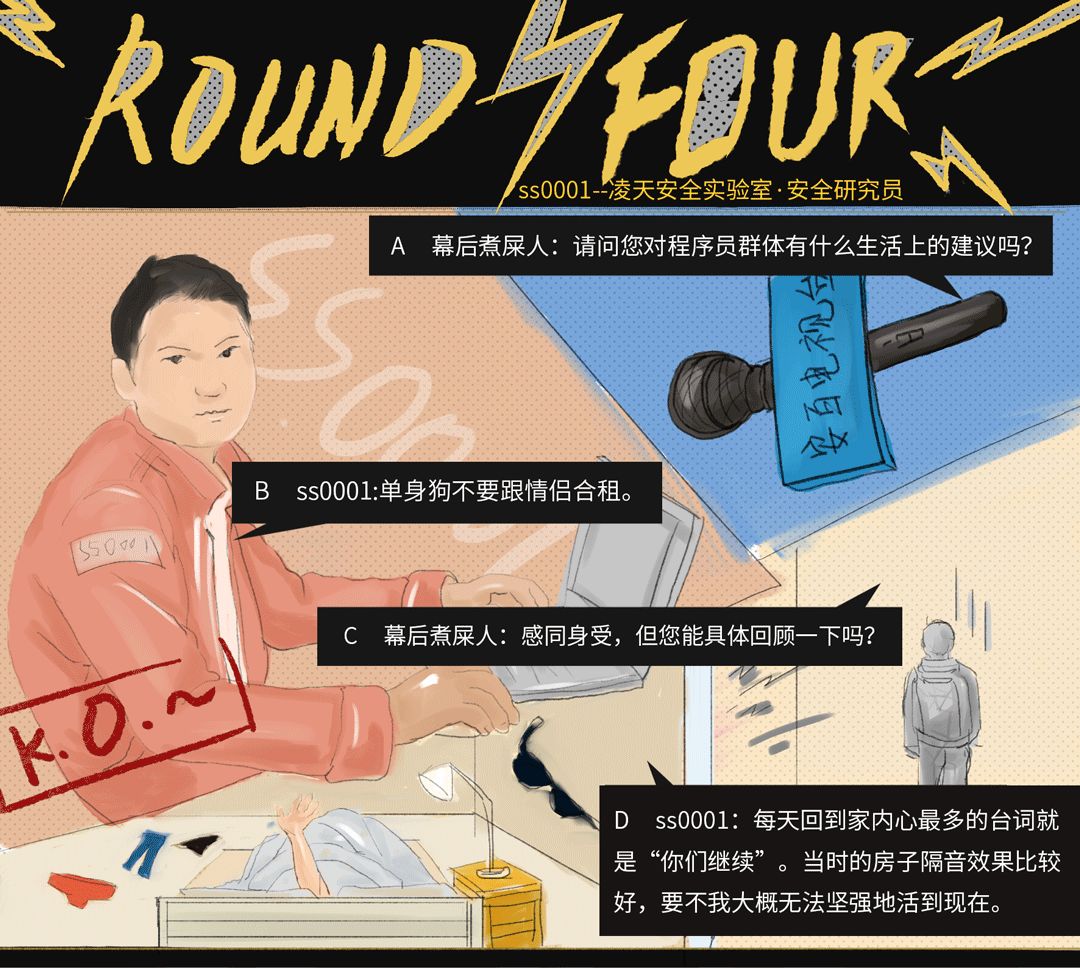 ROUND FOUR
ss0001--凌天安全实验室·安全研究员
A 幕后煮屎人：请问您对程序员群体有什么生活上的建议吗？
安百电视台
ss0001
B ss0001:单身狗不要跟情侣合租。
SS0001
C 幕后煮屎人：感同身受，但您能具体回顾一下吗？
K.O.~
D ss0001：每天回到家内心最多的台词就
是“你们继续”。当时的房子隔音效果比较
好，要不我大概无法坚强地活到现在。